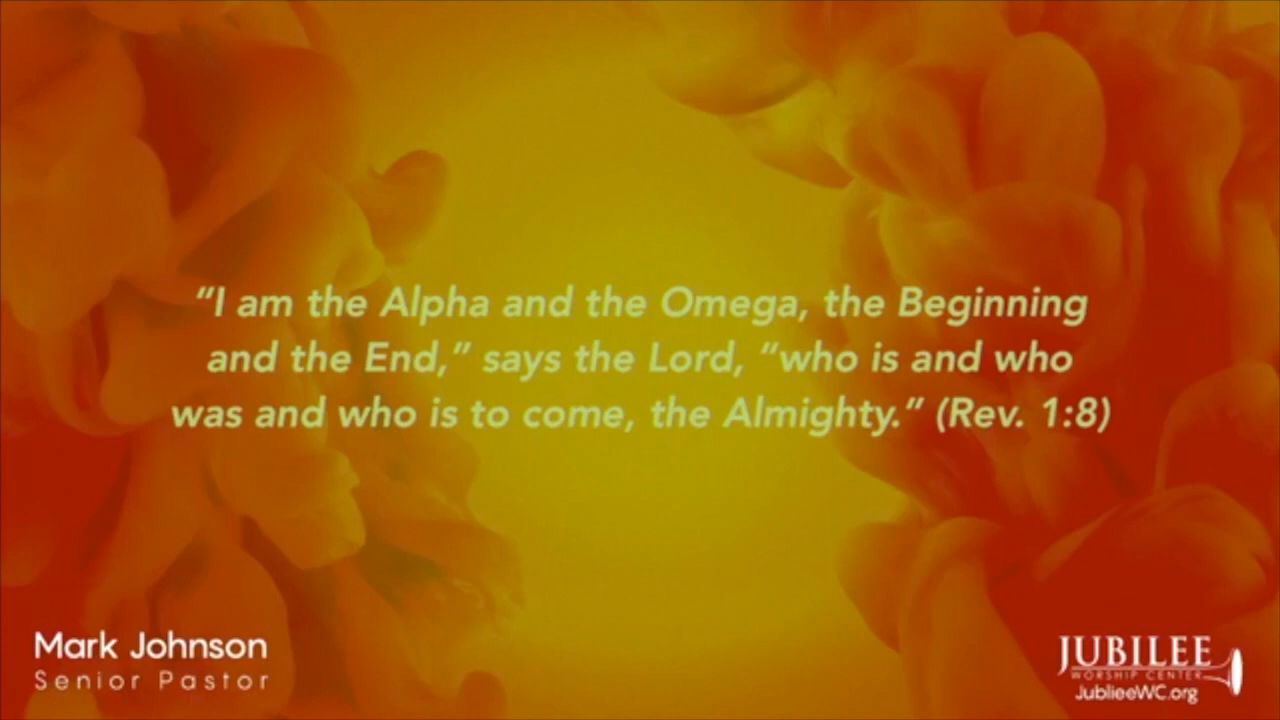 “I am the Alpha and the Omega, the Beginning
and the End,” says the Lord, “who is and who
was and who is to come, the Almighty.” (Rev. 1:8)
Mark Johnson
Senior Pastor
JUBILEE
WORSHIP CENTER
JublieeWC.org